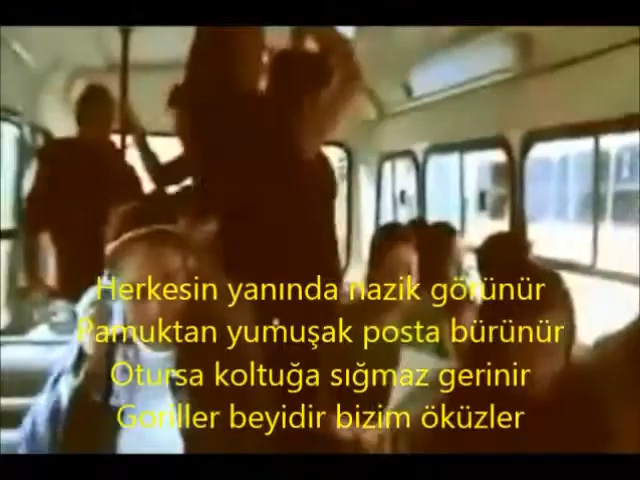 Herkesin yanında nazik görünür
Pamuktan yumuşak posta bürünür
Otursa koltuğa sığmaz gerinir
Goriller beyidir bizim öküzler